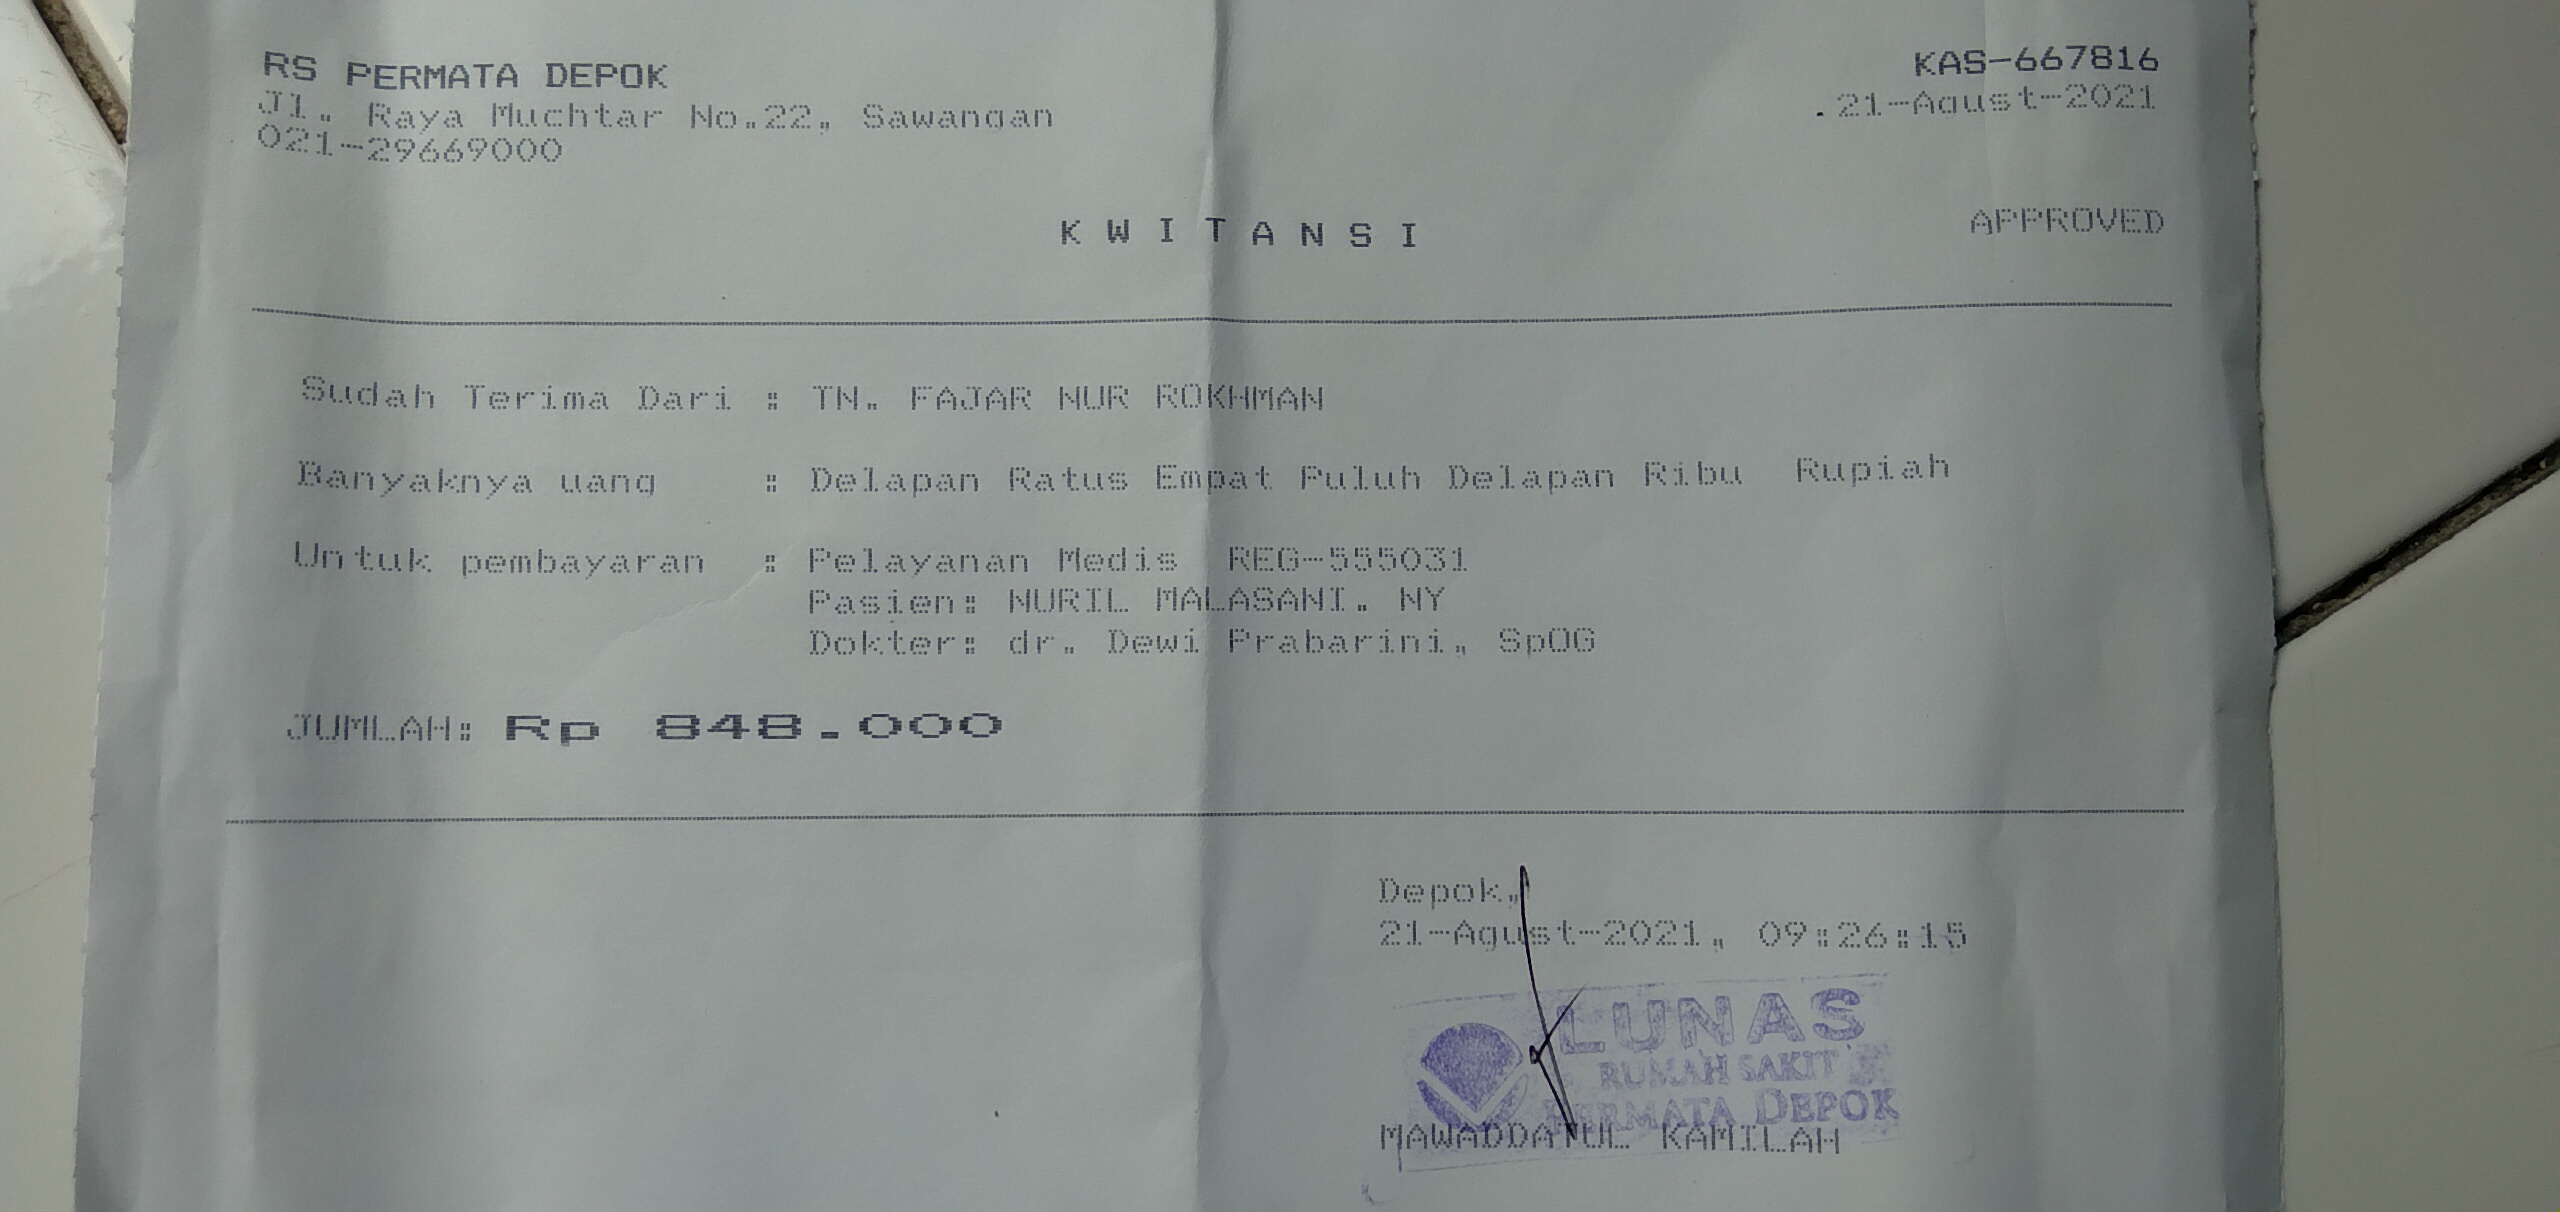 RS PERMATA DEPOK
Jl. Raya Muchtar No.22, Sawangan
021-29669000
KAS-667816
21-Agust-2021
K W I T A N S I
APPROVED
Sudah Terima Dari : TN. FAJAR NUR ROKHMAN
Banyaknya uang : Delapan Ratus Empat Puluh Delapan Ribu Rupiah
Untuk pembayaran : Pelayanan Medis REG-555031
Pasien: NURIL MALASANI, NY
Dokter: dr. Dewi Prabarini, SpOG
JUMLAH: Rp 848.000
Depok,
21-Agust-2021, 09:26:15
LUNAS
RUMAH SAKIT
PERMATA DEPOK
MAWADDATUL KAMILAH